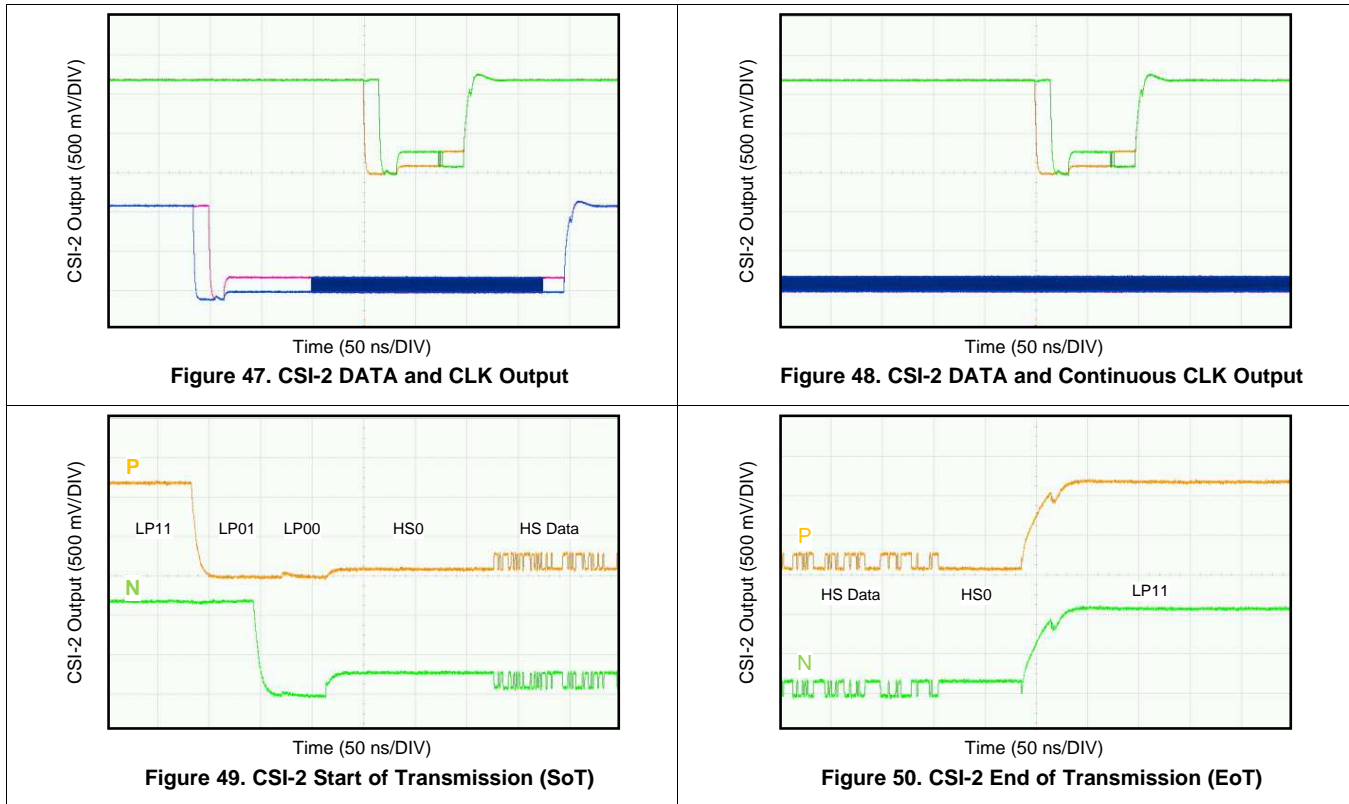 CSI-2 Output (500 mV/DIV)
Time (50 ns/DIV)
Figure 47. CSI-2 DATA and CLK Output
CSI-2 Output (500 mV/DIV)
Time (50 ns/DIV)
Figure 48. CSI-2 DATA and Continuous CLK Output
CSI-2 Output (500 mV/DIV)
P
LP11 LP01 LP00 HS0 HS Data
N
Time (50 ns/DIV)
Figure 49. CSI-2 Start of Transmission (SoT)
CSI-2 Output (500 mV/DIV)
P
HS Data HS0 LP11
N
Time (50 ns/DIV)
Figure 50. CSI-2 End of Transmission (EoT)